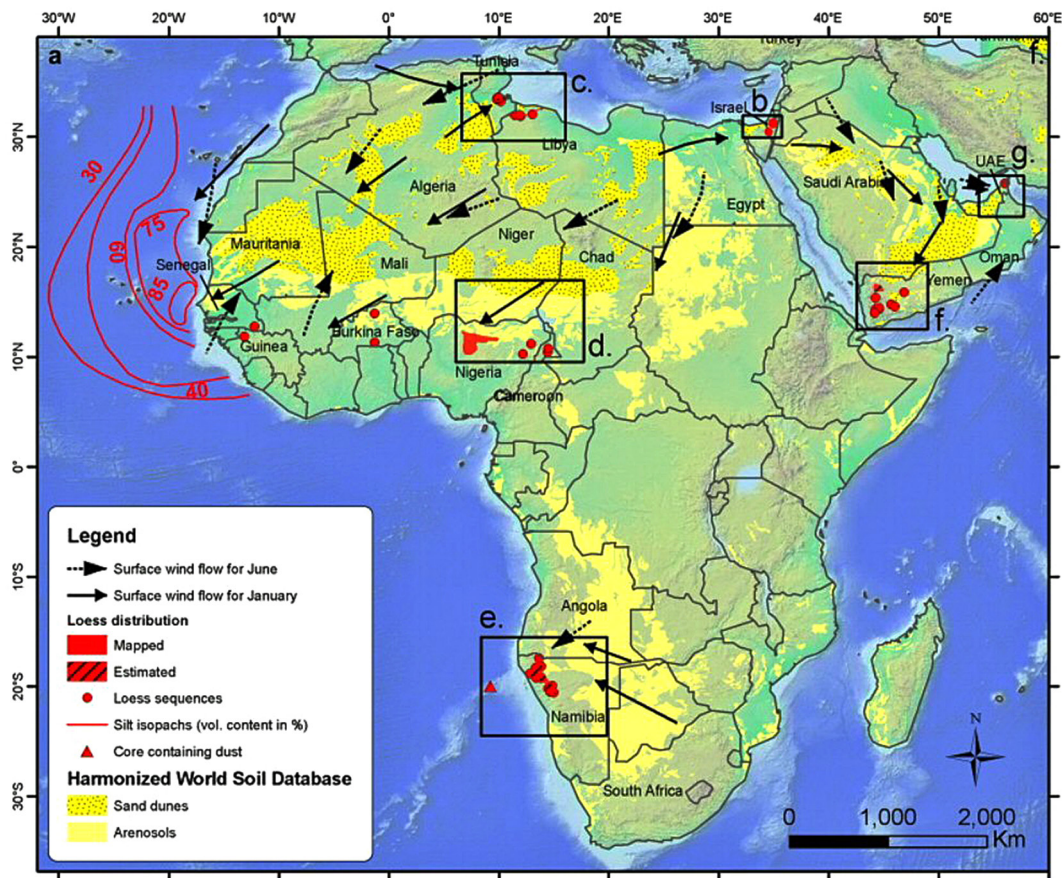 30°W 20°W 10°W 0° 10°E 20°E 30°E 40°E 50°E 60°E
a
Turkey
f.
Tunisia
c.
Israel
b
30°N
Libya
UAE
g.
30
Algeria
Saudi Arabi
Egypt
75
60
Mauritania
Niger
20°N
Senegal
Mali
Chad
Oman
85
Yemen
Burkina Faso
f.
Guinea
d.
10°N
Nigeria
40
Cameroon
0°
Legend
Surface wind flow for June
Surface wind flow for January
Loess distribution
Mapped
Estimated
Loess sequences
Silt isopachs (vol. content in %)
Core containing dust
Harmonized World Soil Database
Sand dunes
Arenosols
10°S
Angola
e.
20°S
Namibia
N
30°S
South Africa
0 1,000 2,000
Km